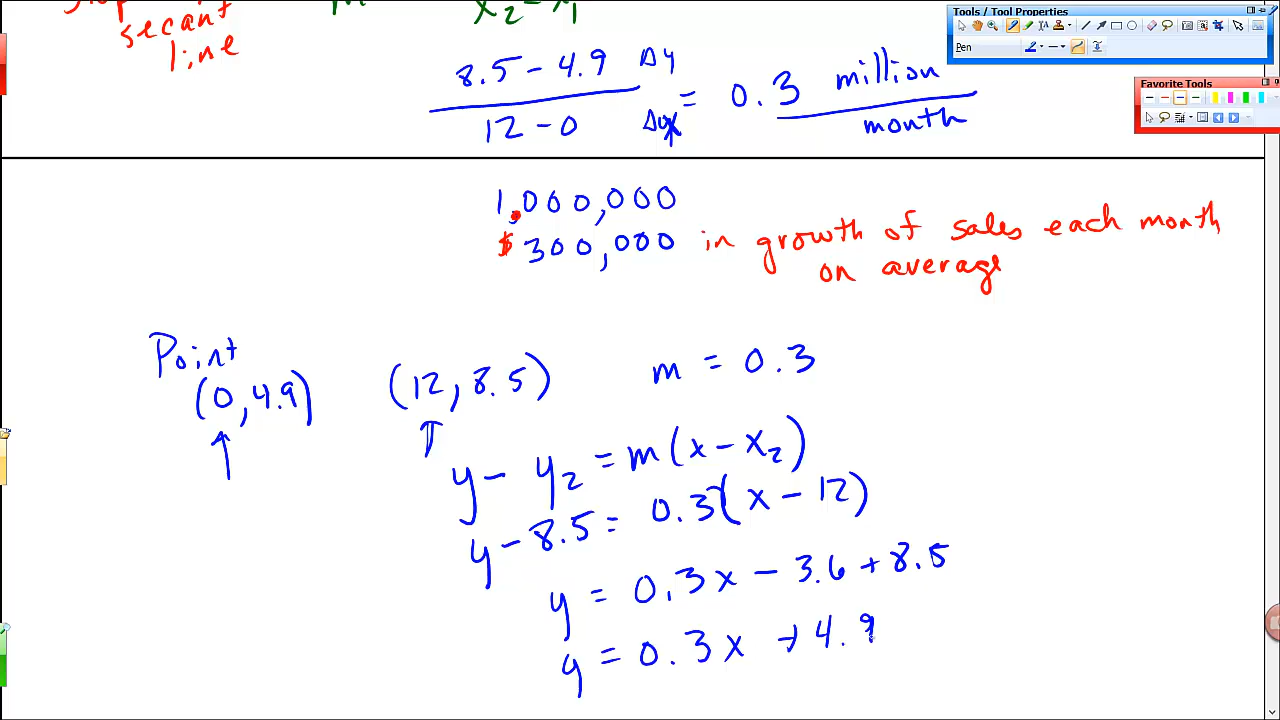 secant
line
x₂ - x₁
8.5 - 4.9 Δy
12 - 0 Δx
= 0.3 million
month
1,000,000
$300,000 in growth of sales each month
on average
Point
(0, 4.9) (12, 8.5) m = 0.3
y - y₂ = m(x - x₂)
y - 8.5 = 0.3(x - 12)
y = 0.3x - 3.6 + 8.5
y = 0.3x + 4.9
Tools / Tool Properties
Pen
Favorite Tools